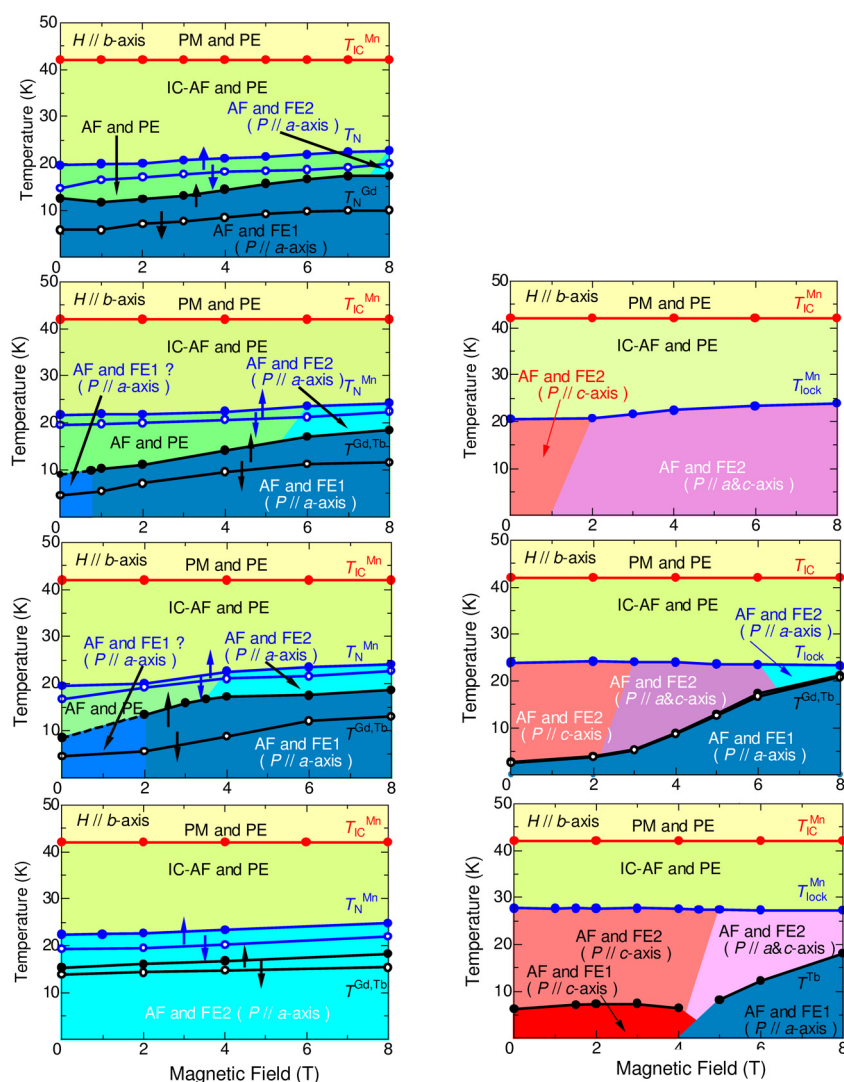 50
40
30
20
10
0
Temperature (K)
H // b-axis
PM and PE
T_IC^Mn
IC-AF and PE
AF and PE
AF and FE2
( P // a-axis )
T_N
T_N^Gd
AF and FE1
( P // a-axis )
0 2 4 6 8
50
40
30
20
10
0
Temperature (K)
H // b-axis
PM and PE
T_IC^Mn
IC-AF and PE
AF and FE1 ?
( P // a-axis )
AF and FE2
( P // a-axis )
T_N^Mn
AF and PE
T^Gd,Tb
AF and FE1
( P // a-axis )
0 2 4 6 8
50
40
30
20
10
0
Temperature (K)
H // b-axis
PM and PE
T_IC^Mn
IC-AF and PE
AF and FE2
( P // c-axis )
T_lock^Mn
AF and FE2
( P // a&c-axis )
0 2 4 6 8
50
40
30
20
10
0
Temperature (K)
H // b-axis
PM and PE
T_IC^Mn
IC-AF and PE
AF and FE1 ?
( P // a-axis )
AF and FE2
( P // a-axis )
T_N^Mn
AF and PE
T^Gd,Tb
AF and FE1
( P // a-axis )
0 2 4 6 8
50
40
30
20
10
0
Temperature (K)
H // b-axis
PM and PE
T_IC
IC-AF and PE
AF and FE2
( P // a-axis )
T_lock
AF and FE2
( P // a&c-axis )
AF and FE2
( P // c-axis )
T^Gd,Tb
AF and FE1
( P // a-axis )
0 2 4 6 8
50
40
30
20
10
0
Temperature (K)
H // b-axis
PM and PE
T_IC^Mn
IC-AF and PE
T_N^Mn
T^Gd,Tb
AF and FE2 ( P // a-axis )
0 2 4 6 8
Magnetic Field (T)
50
40
30
20
10
0
Temperature (K)
H // b-axis
PM and PE
T_IC^Mn
IC-AF and PE
T_lock^Mn
AF and FE2
( P // c-axis )
AF and FE2
( P // a&c-axis )
AF and FE1
( P // c-axis )
T^Tb
AF and FE1
( P // a-axis )
0 2 4 6 8
Magnetic Field (T)